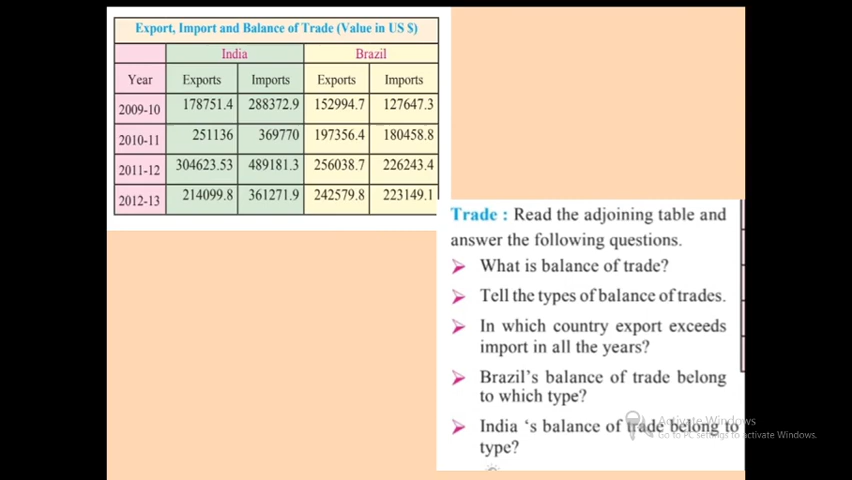 Export, Import and Balance of Trade (Value in US $)
India Brazil
Year Exports Imports Exports Imports
2009-10 178751.4 288372.9 152994.7 127647.3
2010-11 251136 369770 197356.4 180458.8
2011-12 304623.53 489181.3 256038.7 226243.4
2012-13 214099.8 361271.9 242579.8 223149.1
Trade : Read the adjoining table and
answer the following questions.
What is balance of trade?
Tell the types of balance of trades.
In which country export exceeds
import in all the years?
Brazil's balance of trade belong
to which type?
India 's balance of trade belong to
type?
Activate Windows
Go to PC settings to activate Windows.